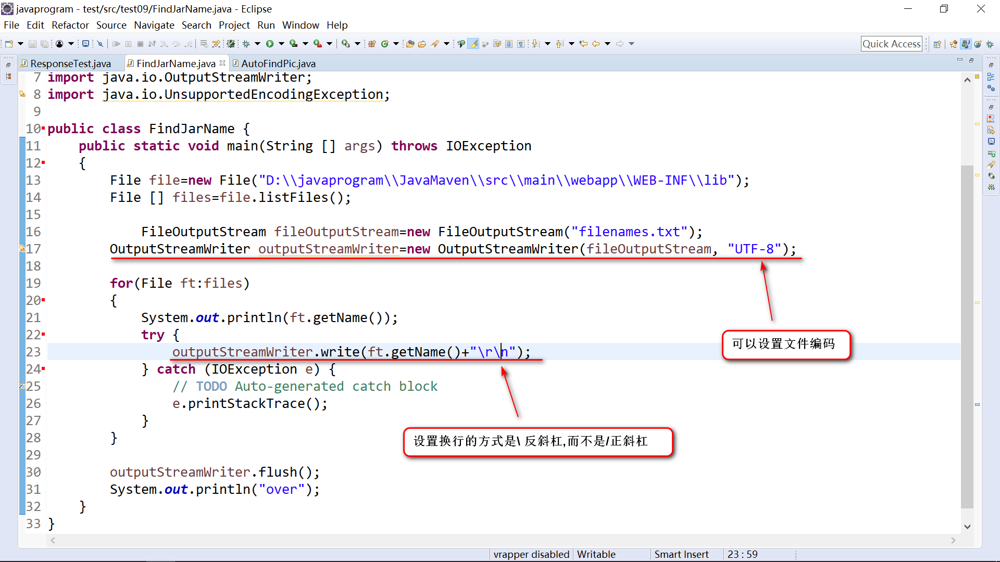 javaprogram - test/src/test09/FindJarName.java - Eclipse
File Edit Refactor Source Navigate Search Project Run Window Help
Quick Access
ResponseTest.java FindJarName.java AutoFindPic.java
7 import java.io.OutputStreamWriter;
8 import java.io.UnsupportedEncodingException;
9
10 public class FindJarName {
11 public static void main(String [] args) throws IOException
12 {
13 File file=new File("D:\\javaprogram\\JavaMaven\\src\\main\\webapp\\WEB-INF\\lib");
14 File [] files=file.listFiles();
15
16 FileOutputStream fileOutputStream=new FileOutputStream("filenames.txt");
17 OutputStreamWriter outputStreamWriter=new OutputStreamWriter(fileOutputStream, "UTF-8");
18
19 for(File ft:files)
20 {
21 System.out.println(ft.getName());
22 try {
23 outputStreamWriter.write(ft.getName()+"\r\n");
可以设置文件编码
24 } catch (IOException e) {
25 // TODO Auto-generated catch block
26 e.printStackTrace();
27 }
28 }
设置换行的方式是\ 反斜杠,而不是/正斜杠
29
30 outputStreamWriter.flush();
31 System.out.println("over");
32 }
33 }
vrapper disabled Writable Smart Insert 23 : 59